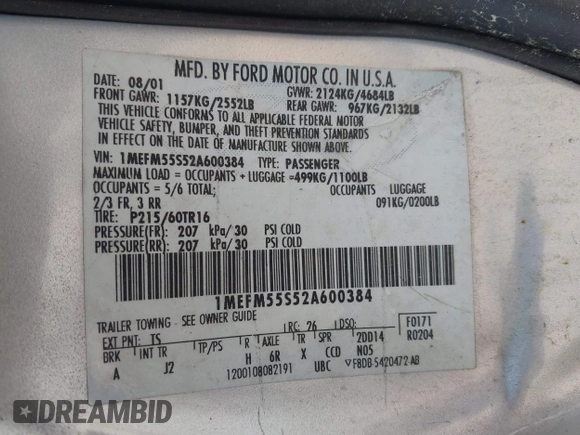 MFD. BY FORD MOTOR CO. IN U.S.A.
DATE: 08/01 GVWR: 2124KG/4684LB
FRONT GAWR: 1157KG/2552LB REAR GAWR: 967KG/2132LB
THIS VEHICLE CONFORMS TO ALL APPLICABLE FEDERAL MOTOR
VEHICLE SAFETY, BUMPER, AND THEFT PREVENTION STANDARDS
IN EFFECT ON THE DATE OF MANUFACTURE SHOWN ABOVE.
VIN: 1MEFM55S52A600384 TYPE: PASSENGER
MAXIMUM LOAD = OCCUPANTS + LUGGAGE =499KG/1100LB
OCCUPANTS = 5/6 TOTAL; OCCUPANTS LUGGAGE
2/3 FR, 3 RR 091KG/0200LB
TIRE: P215/60TR16
PRESSURE(FR): 207 kPa/ 30 PSI COLD
PRESSURE(RR): 207 kPa/ 30 PSI COLD
1MEFM55S52A600384
TRAILER TOWING - SEE OWNER GUIDE
EXT PNT: TS RC: 26 DSO: F0171
BRK INT TR TP/PS R AXLE TR SPR 2DD14 R0204
A J2 H 6R X CCD N05
1200108082191 UBC F8DB-5420472-AB
DREAMBID